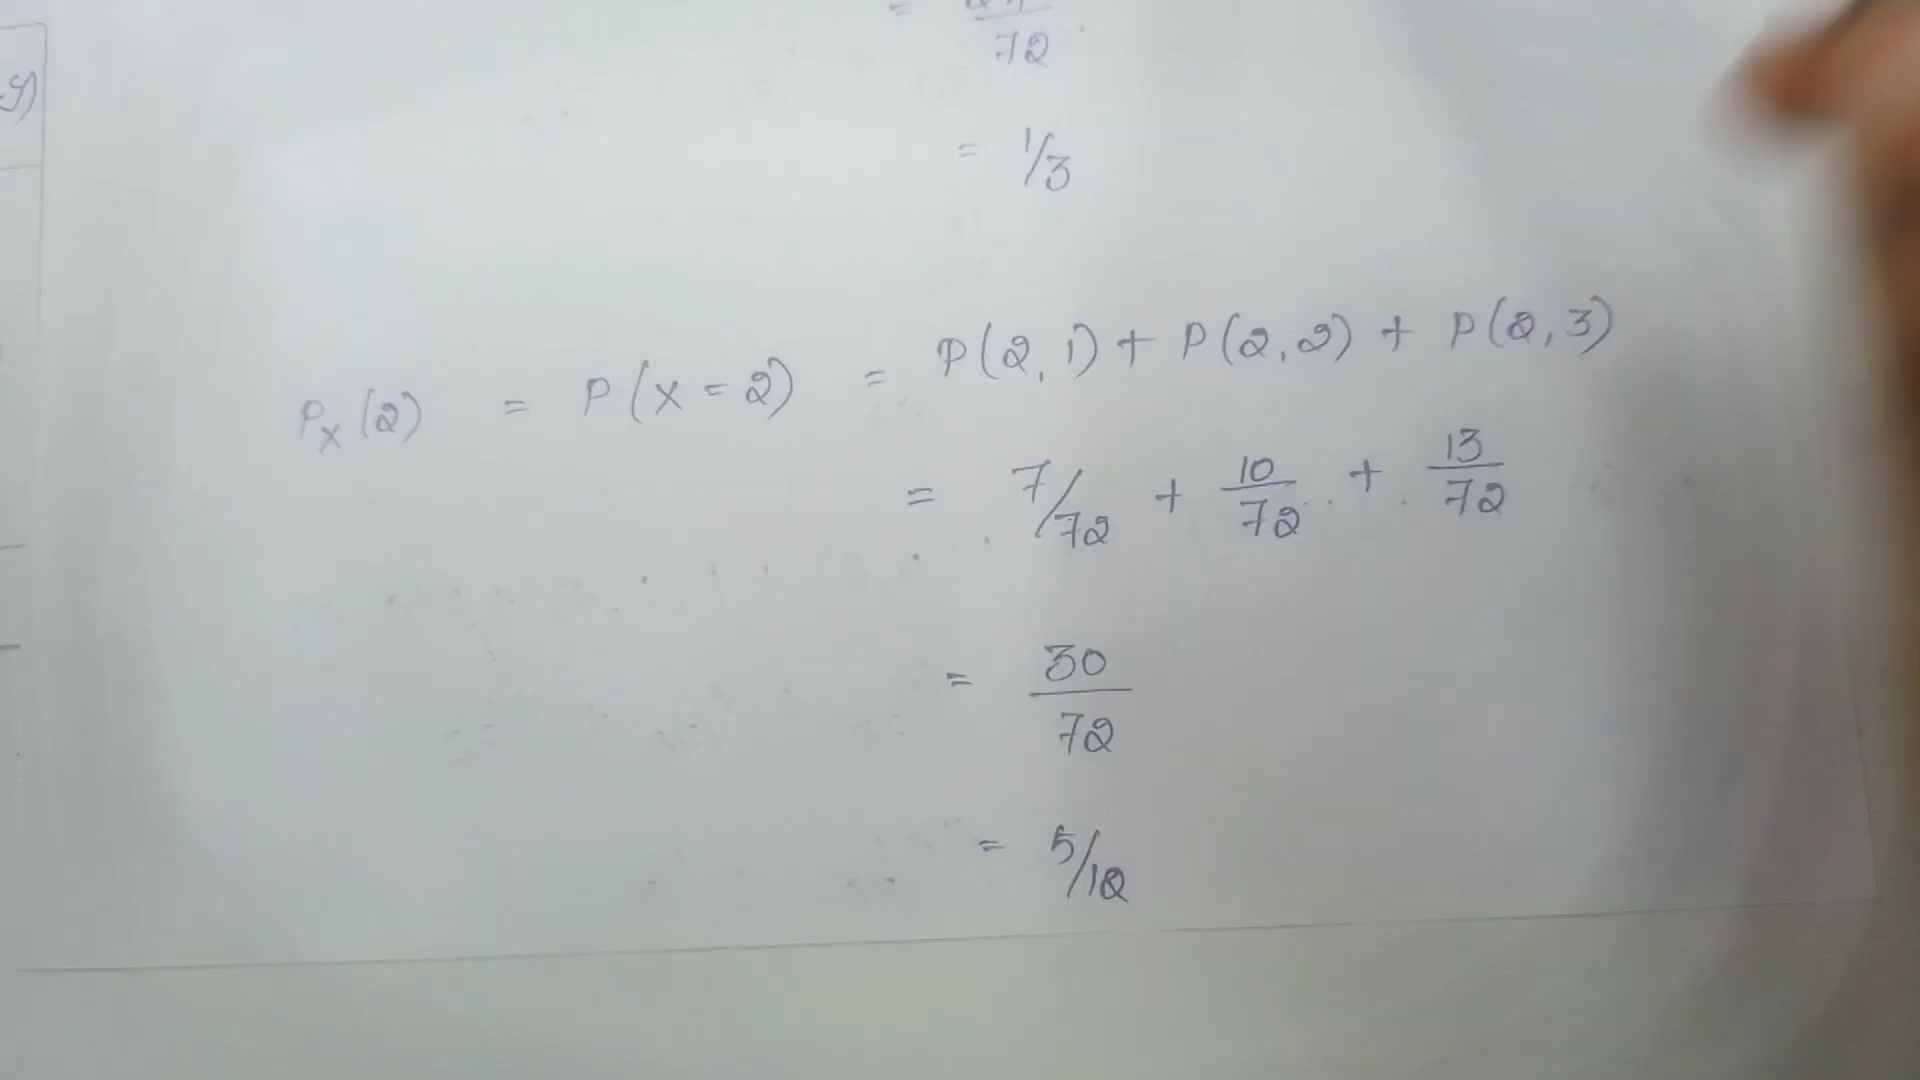 y)
= /72
= 1/3
P_X(2) = P(X = 2) = P(2, 1) + P(2, 2) + P(2, 3)
= 7/72 + 10/72 + 13/72
= 30/72
= 5/12